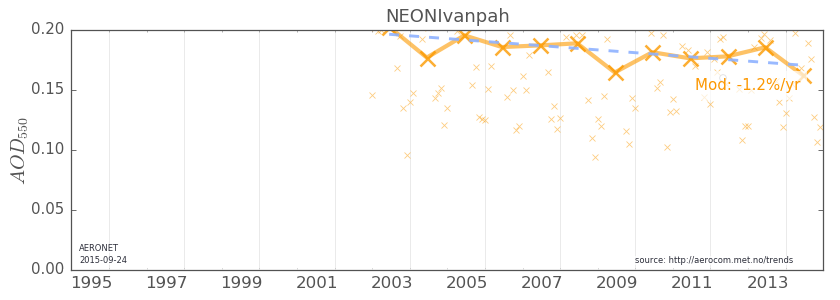 NEONIvanpah
0.20
0.15
0.10
0.05
0.00
AOD550
Mod: -1.2%/yr
AERONET
2015-09-24
source: http://aerocom.met.no/trends
1995 1997 1999 2001 2003 2005 2007 2009 2011 2013